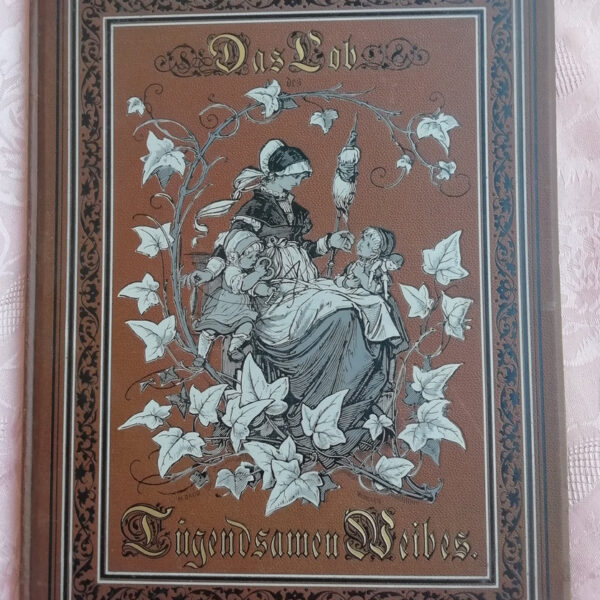 Das Lob
des
Tugendsamen Weibes.